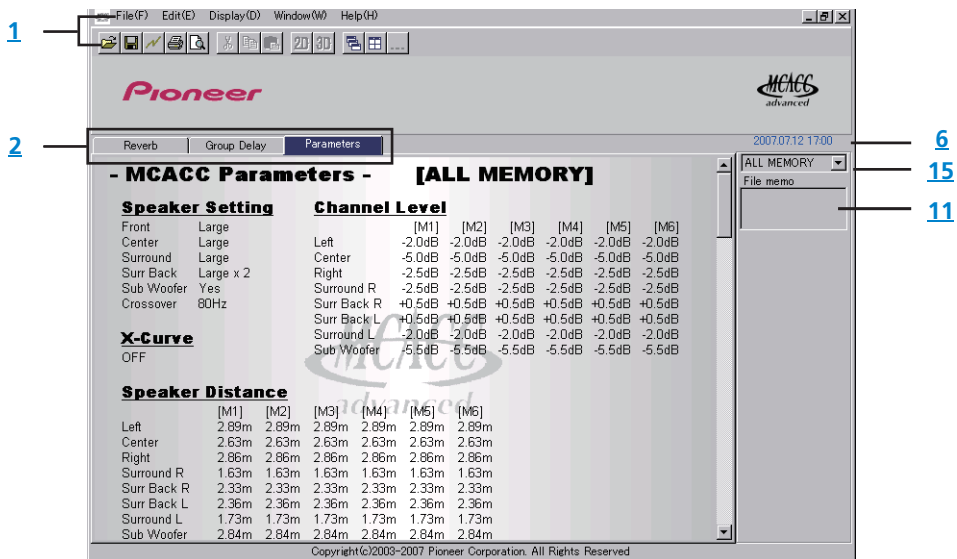 File(F) Edit(E) Display(D) Window(W) Help(H)
1
2D 3D ...
Pioneer
MCACC
advanced
2
Reverb Group Delay Parameters
2007.07.12 17:00
6
ALL MEMORY
15
File memo
11
- MCACC Parameters - [ALL MEMORY]
Speaker Setting
Front Large
Center Large
Surround Large
Surr Back Large x 2
Sub Woofer Yes
Crossover 80Hz
X-Curve
OFF
Channel Level
[M1] [M2] [M3] [M4] [M5] [M6]
Left -2.0dB -2.0dB -2.0dB -2.0dB -2.0dB -2.0dB
Center -5.0dB -5.0dB -5.0dB -5.0dB -5.0dB -5.0dB
Right -2.5dB -2.5dB -2.5dB -2.5dB -2.5dB -2.5dB
Surround R -2.5dB -2.5dB -2.5dB -2.5dB -2.5dB -2.5dB
Surr Back R +0.5dB +0.5dB +0.5dB +0.5dB +0.5dB +0.5dB
Surr Back L +0.5dB +0.5dB +0.5dB +0.5dB +0.5dB +0.5dB
Surround L -2.0dB -2.0dB -2.0dB -2.0dB -2.0dB -2.0dB
Sub Woofer -5.5dB -5.5dB -5.5dB -5.5dB -5.5dB -5.5dB
MCACC
advanced
Speaker Distance
[M1] [M2] [M3] [M4] [M5] [M6]
Left 2.89m 2.89m 2.89m 2.89m 2.89m 2.89m
Center 2.63m 2.63m 2.63m 2.63m 2.63m 2.63m
Right 2.86m 2.86m 2.86m 2.86m 2.86m 2.86m
Surround R 1.63m 1.63m 1.63m 1.63m 1.63m 1.63m
Surr Back R 2.33m 2.33m 2.33m 2.33m 2.33m 2.33m
Surr Back L 2.36m 2.36m 2.36m 2.36m 2.36m 2.36m
Surround L 1.73m 1.73m 1.73m 1.73m 1.73m 1.73m
Sub Woofer 2.84m 2.84m 2.84m 2.84m 2.84m 2.84m
Copyright(c)2003-2007 Pioneer Corporation. All Rights Reserved